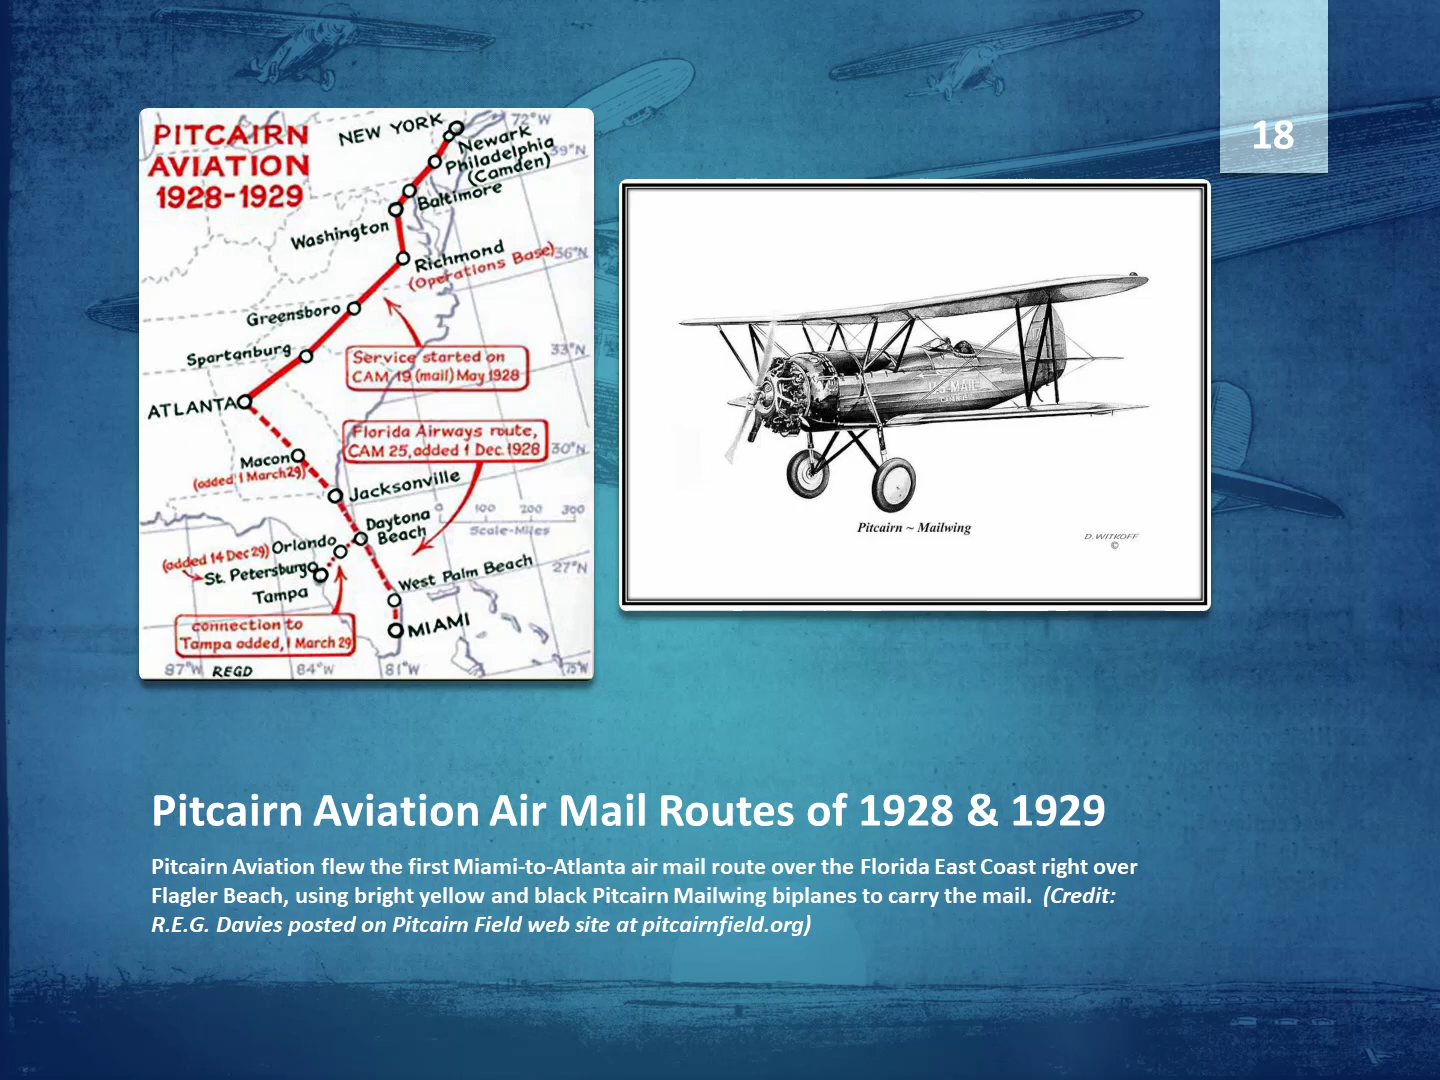 18
PITCAIRN
AVIATION
1928-1929
NEW YORK
72°W
Newark
39°N
Philadelphia
(Camden)
Baltimore
Washington
Richmond
36°N
(Operations Base)
Greensboro
Spartanburg
33°N
Service started on
CAM 19 (mail) May 1928
ATLANTA
Florida Airways route,
CAM 25, added 1 Dec. 1928
30°N
Macon
(added 1 March 29)
Jacksonville
0 100 200 300
Scale-Miles
Daytona
Beach
Orlando
(added 14 Dec 29)
St. Petersburg
Tampa
West Palm Beach
27°N
connection to
Tampa added, 1 March 29
MIAMI
87°W REGD 84°W 81°W 75°W
U.S. MAIL
Pitcairn ~ Mailwing
D. WITKOFF
©
Pitcairn Aviation Air Mail Routes of 1928 & 1929
Pitcairn Aviation flew the first Miami-to-Atlanta air mail route over the Florida East Coast right over
Flagler Beach, using bright yellow and black Pitcairn Mailwing biplanes to carry the mail. (Credit:
R.E.G. Davies posted on Pitcairn Field web site at pitcairnfield.org)